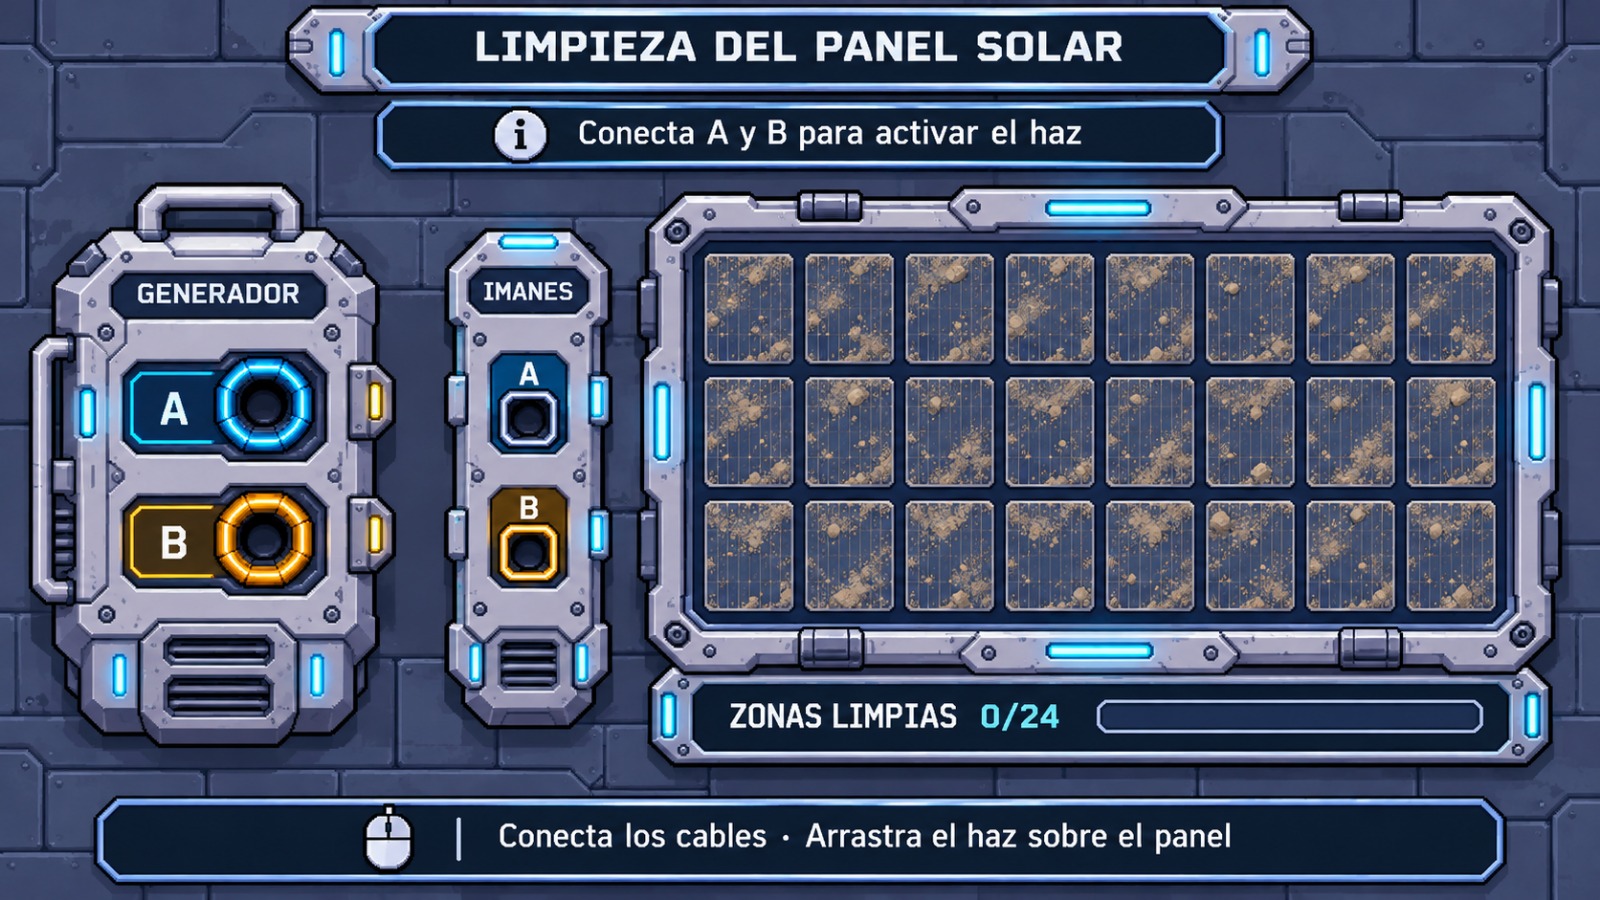 LIMPIEZA DEL PANEL SOLAR
i Conecta A y B para activar el haz
GENERADOR
A
B
IMANES
A
B
ZONAS LIMPIAS 0/24
Conecta los cables · Arrastra el haz sobre el panel